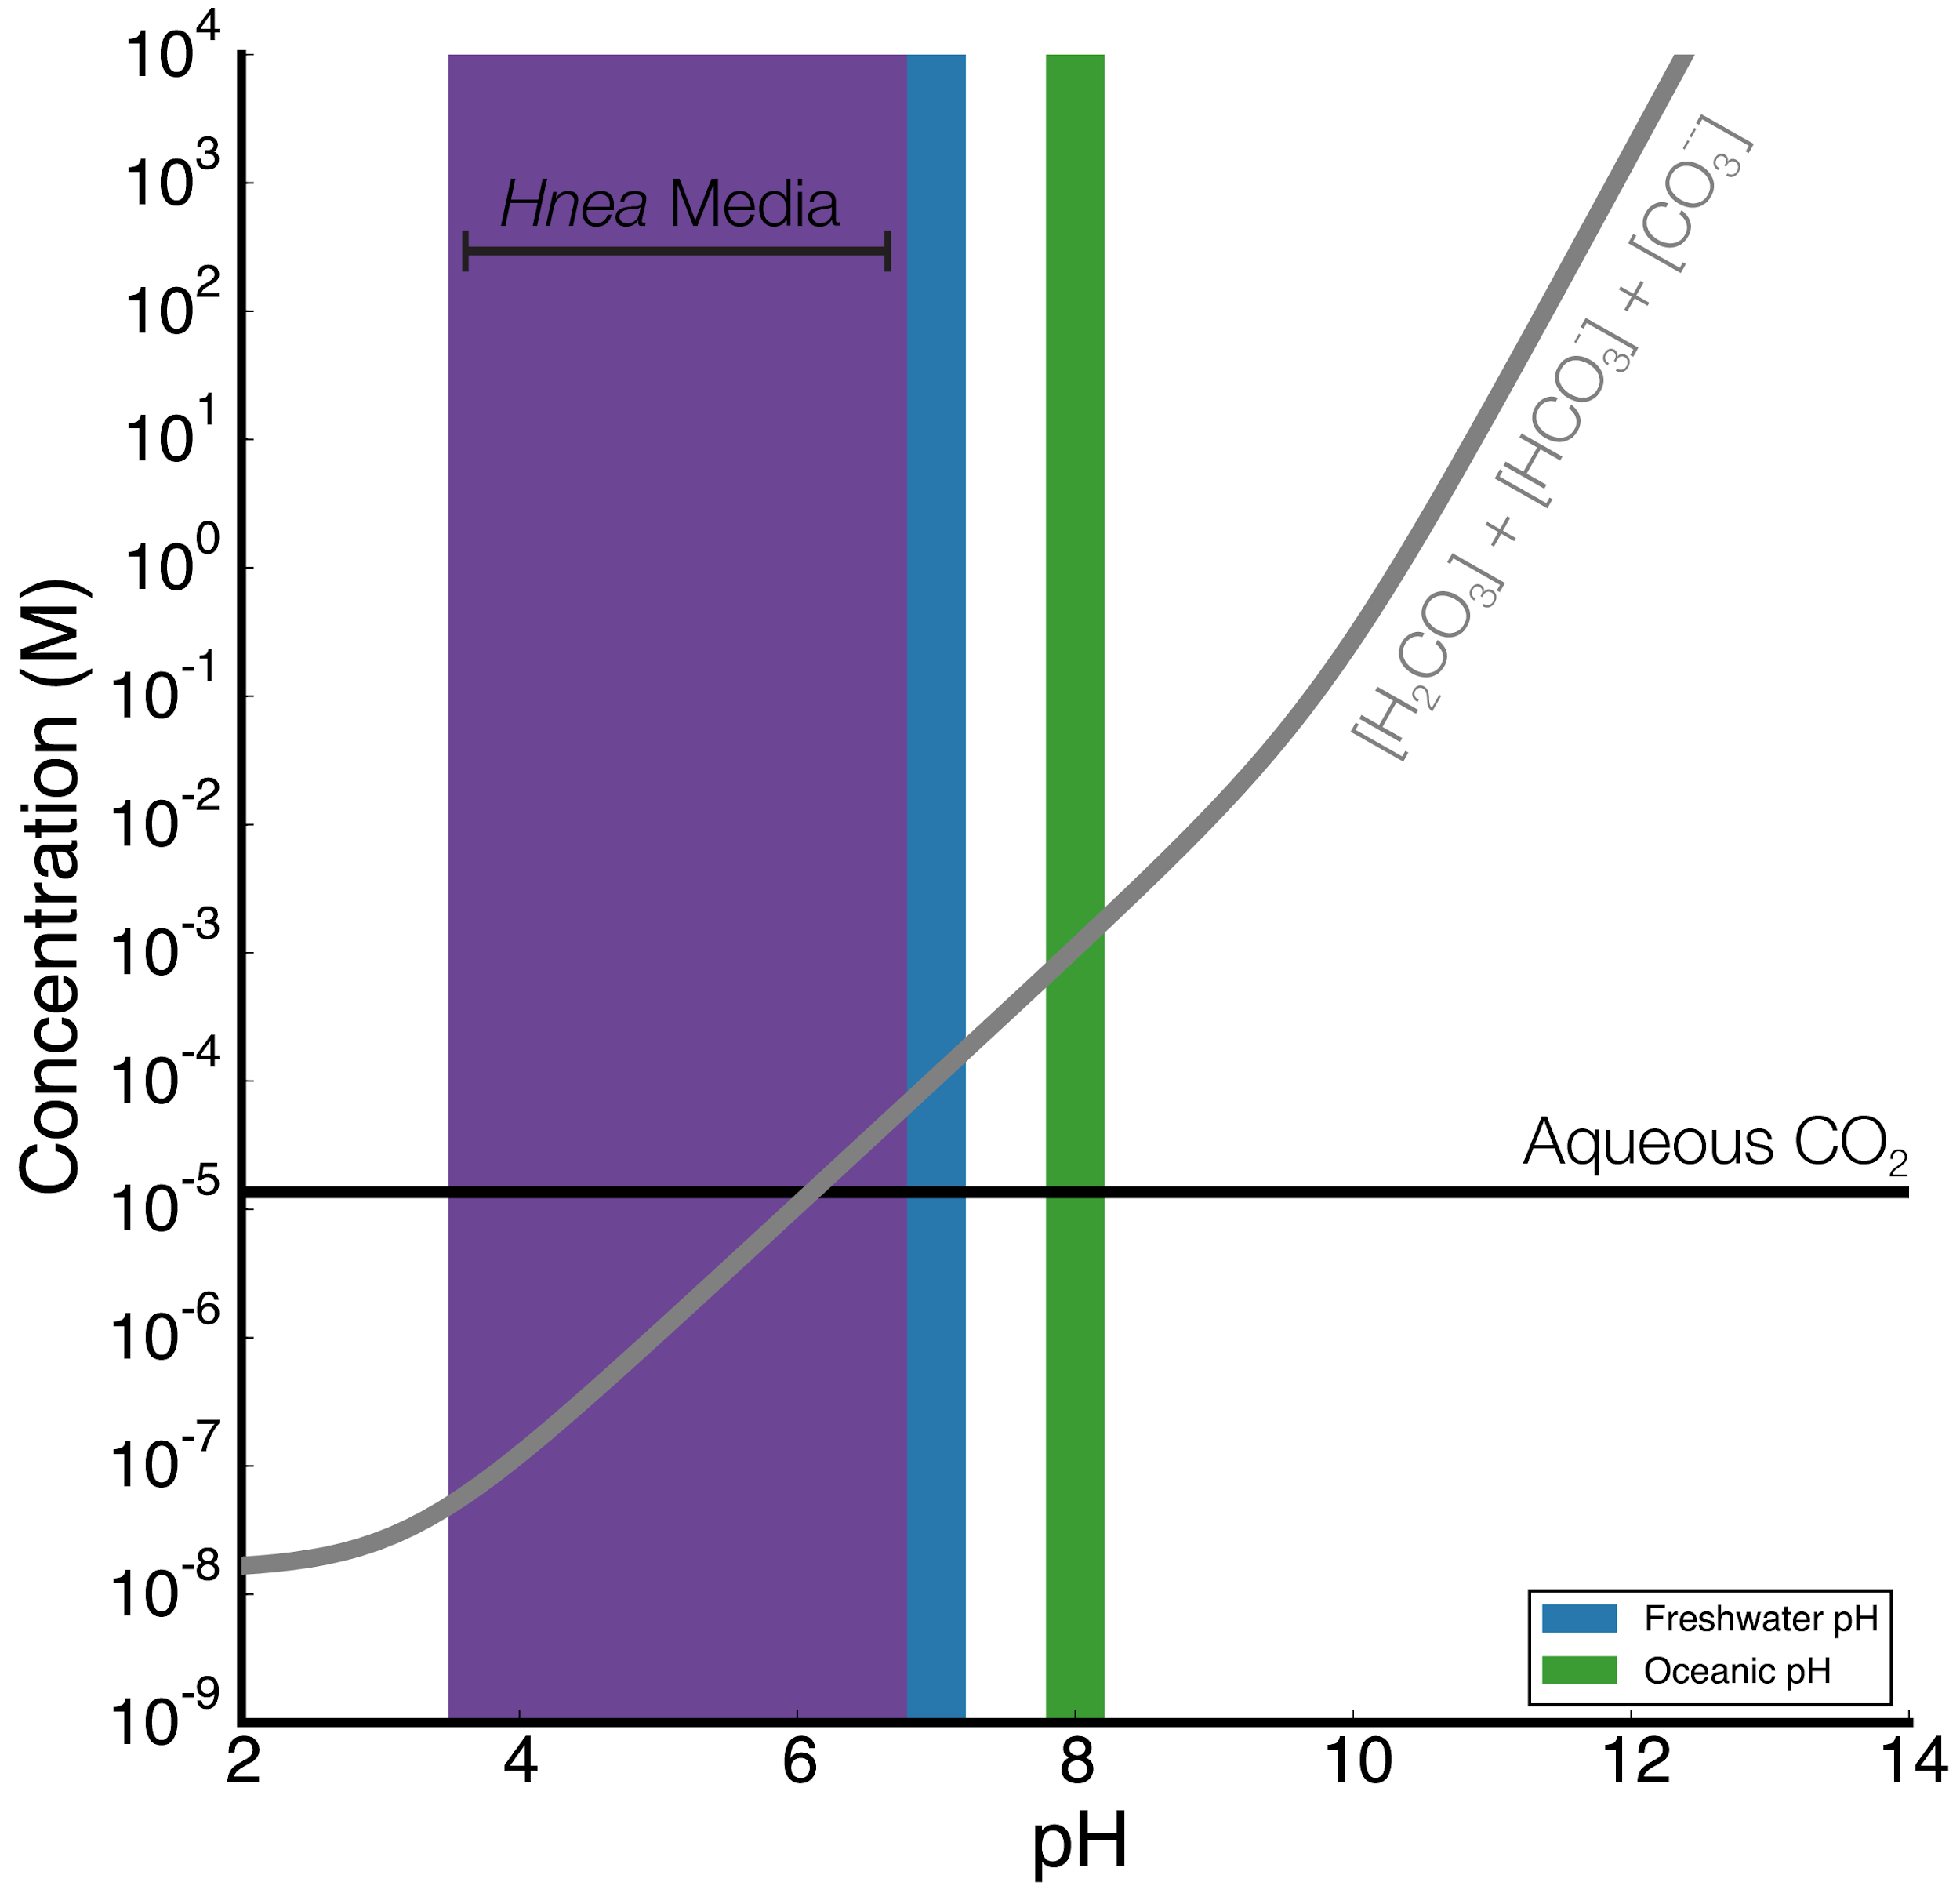 Concentration (M)
10^4
10^3
10^2
10^1
10^0
10^-1
10^-2
10^-3
10^-4
10^-5
10^-6
10^-7
10^-8
10^-9
Hnea Media
[H₂CO₃] + [HCO₃⁻] + [CO₃⁻⁻]
Aqueous CO₂
Freshwater pH
Oceanic pH
2 4 6 8 10 12 14
pH